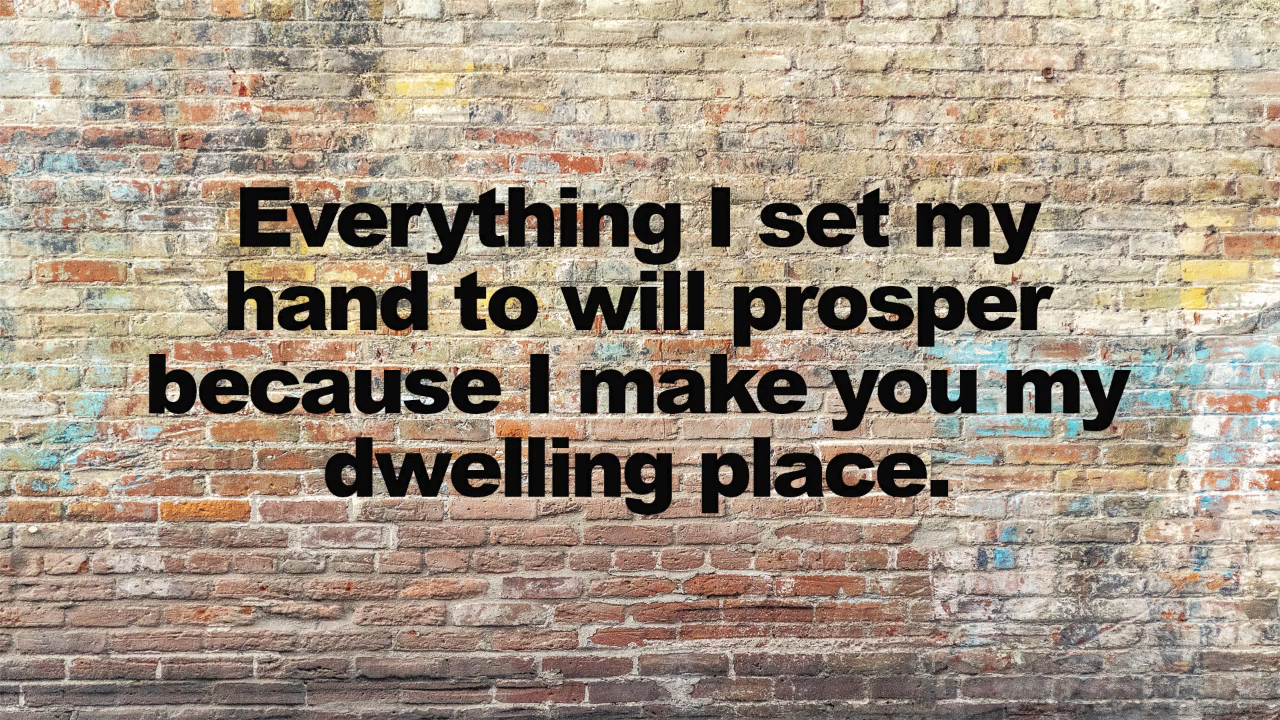 Everything I set my
hand to will prosper
because I make you my
dwelling place.